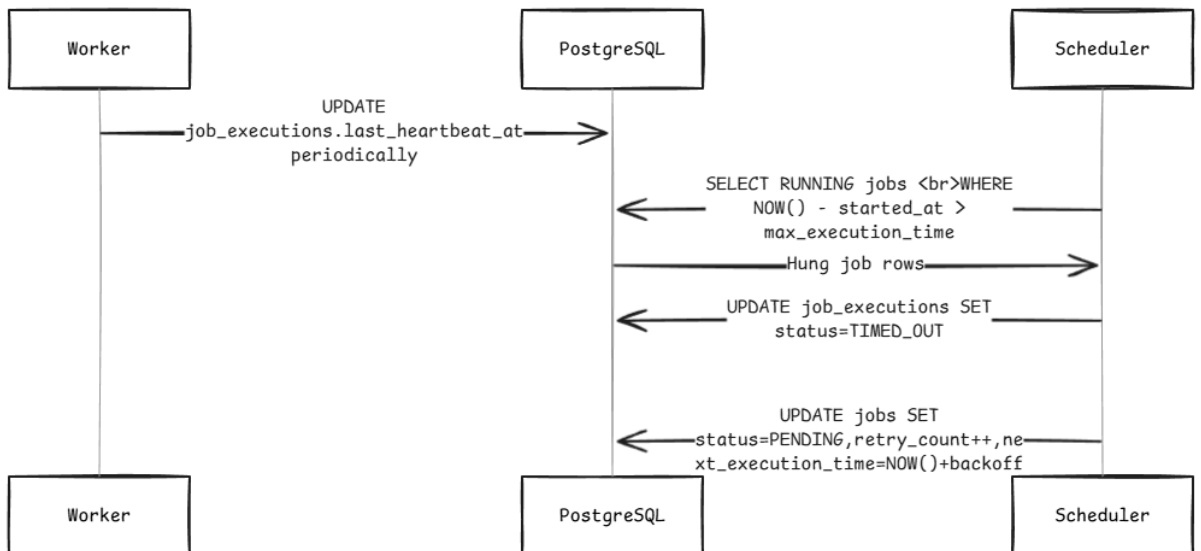 Worker
PostgreSQL
Scheduler
UPDATE
job_executions.last_heartbeat_at
periodically
SELECT RUNNING jobs <br>WHERE
NOW() - started_at >
max_execution_time
Hung job rows
UPDATE job_executions SET
status=TIMED_OUT
UPDATE jobs SET
status=PENDING,retry_count++,ne
xt_execution_time=NOW()+backoff
Worker
PostgreSQL
Scheduler